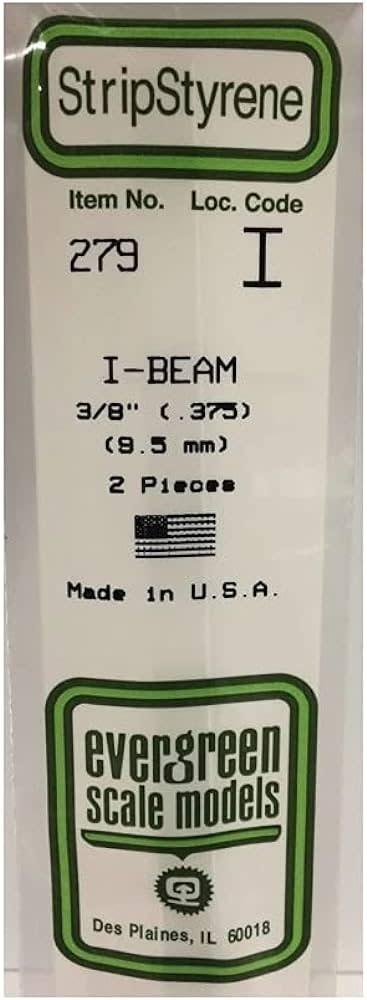 StripStyrene
Item No. Loc. Code
279 I
I-BEAM
3/8" (.375)
(9.5 mm)
2 Pieces
Made in U.S.A.
evergreen
scale models
Des Plaines, IL 60018